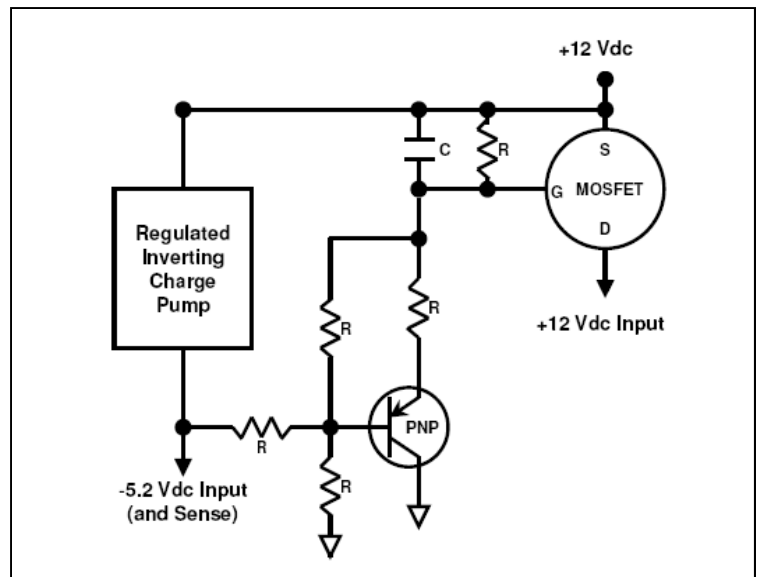 +12 Vdc
C
R
S
G MOSFET
D
Regulated
Inverting
Charge
Pump
R
R
+12 Vdc Input
PNP
R
-5.2 Vdc Input
(and Sense)
R